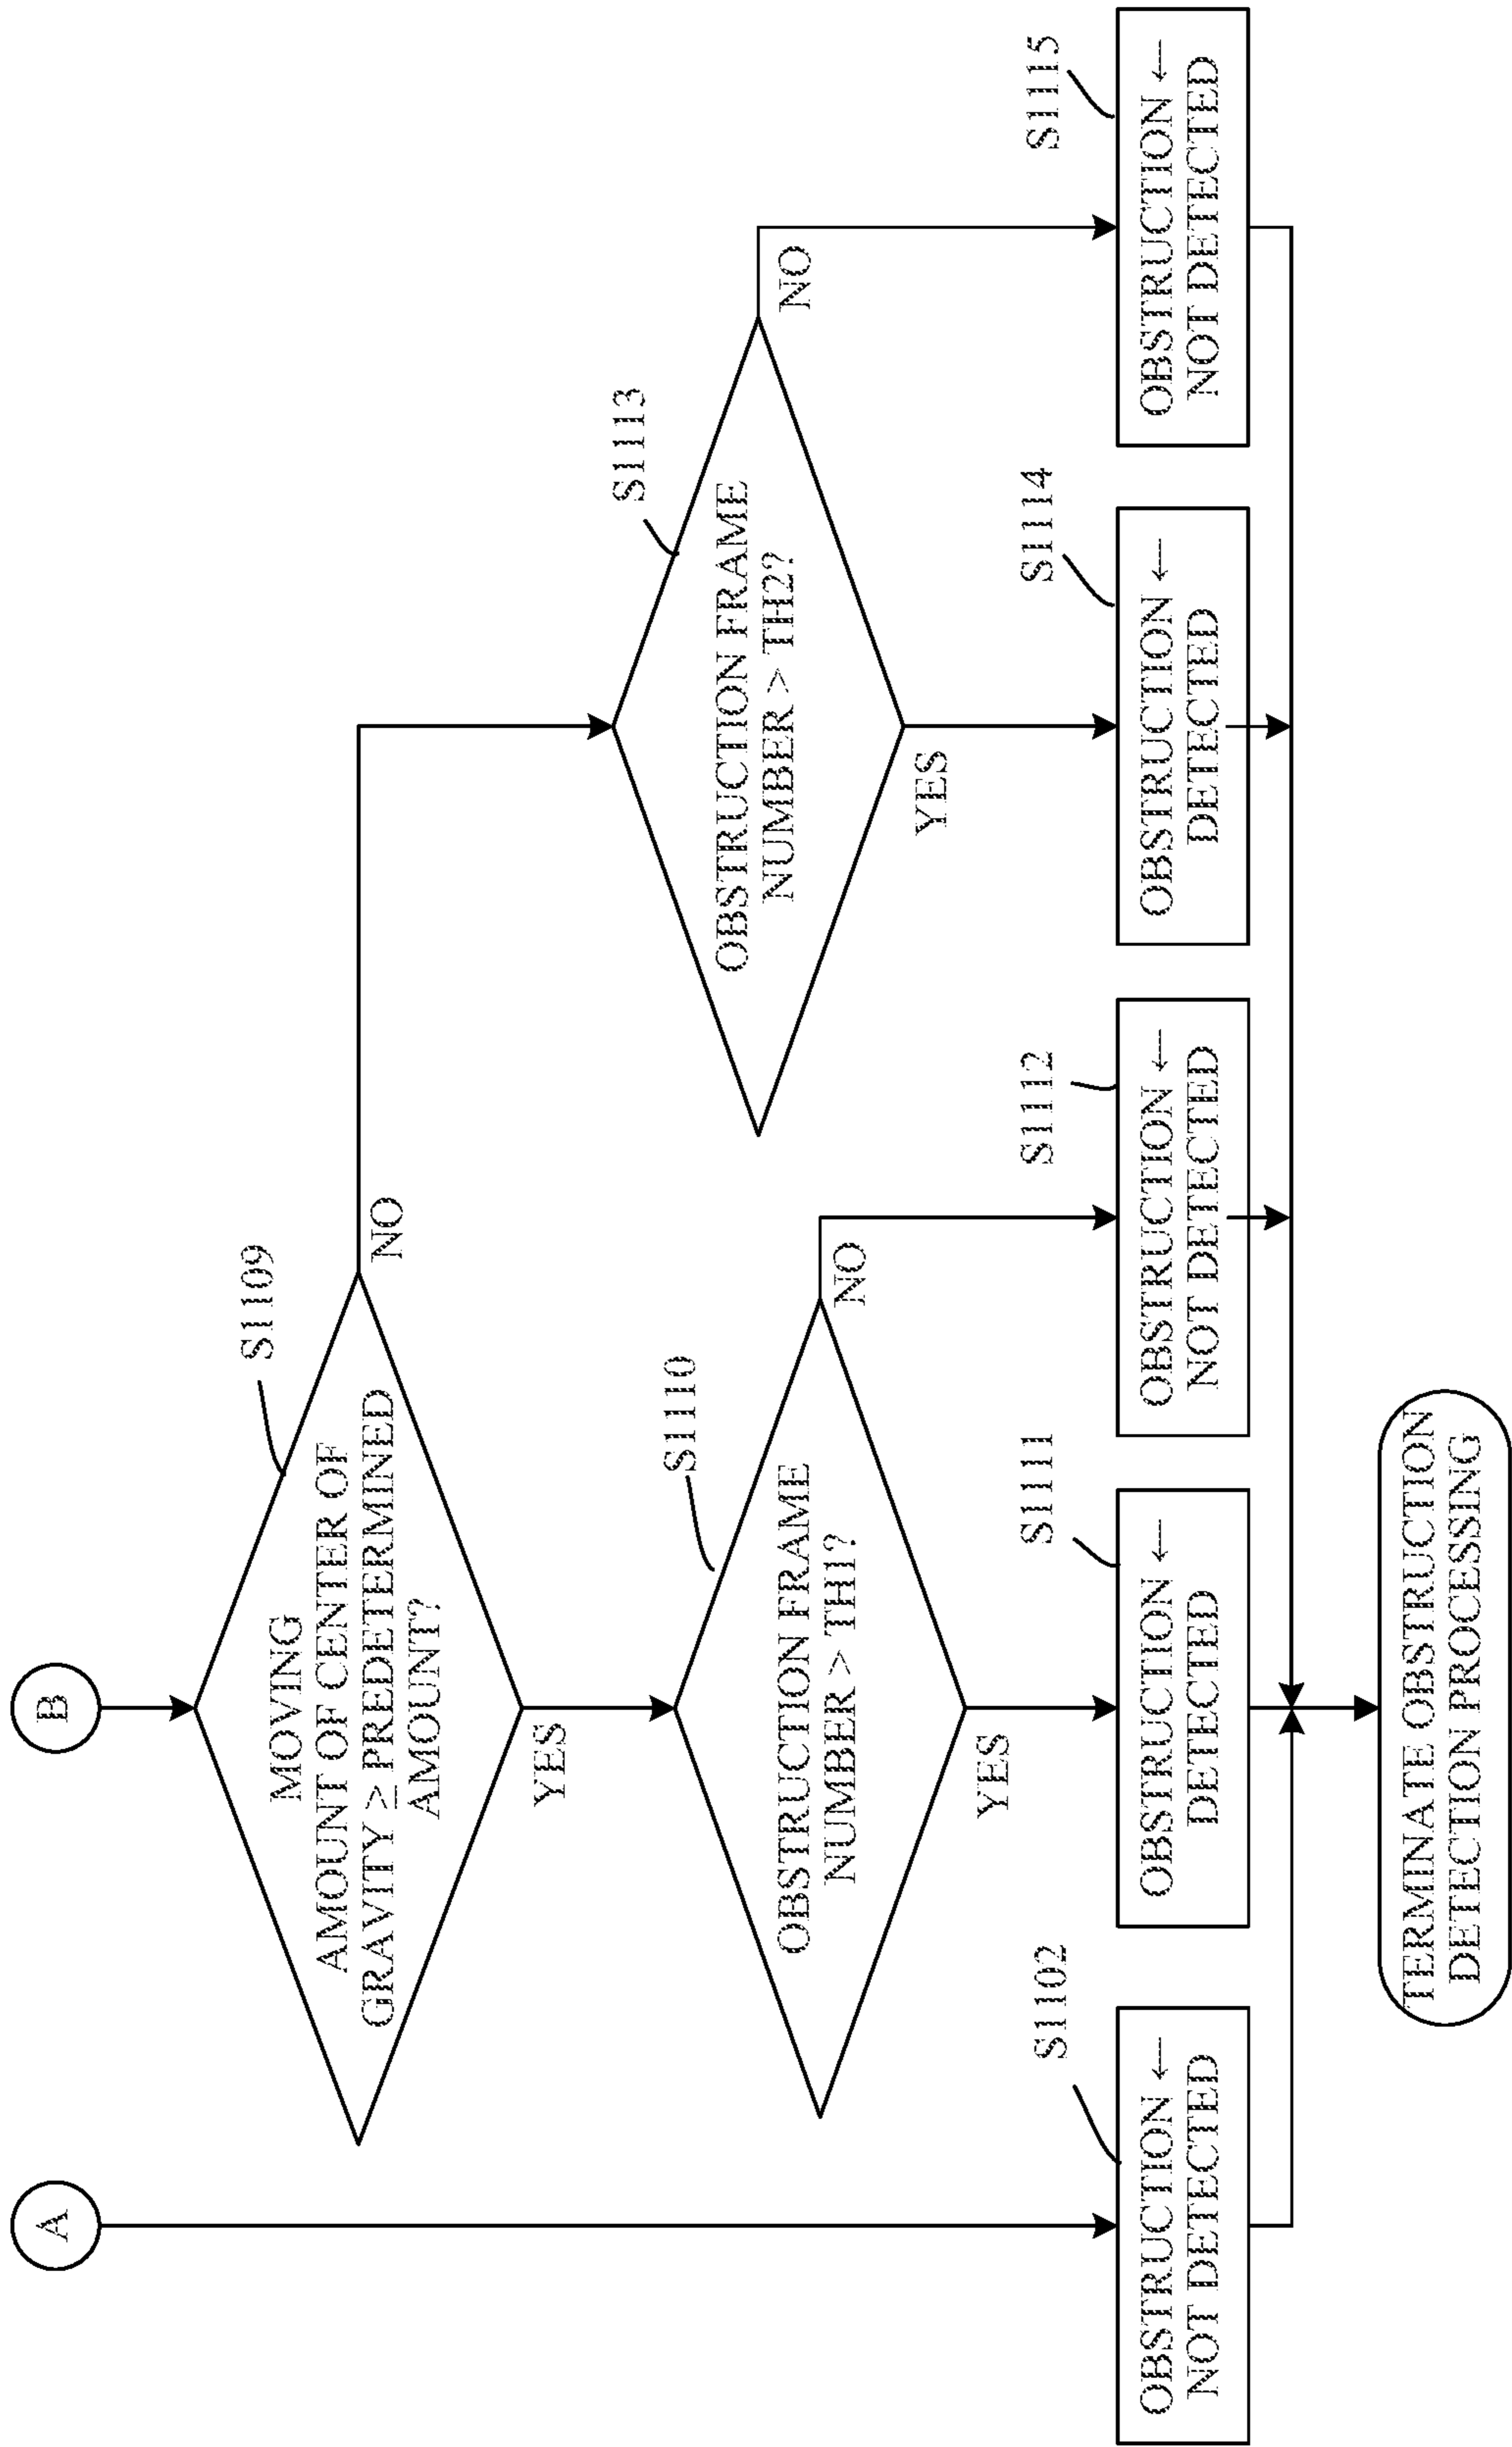 A
B
S1109
MOVING
AMOUNT OF CENTER OF
GRAVITY ≥ PREDETERMINED
AMOUNT?
NO
YES
S1110
OBSTRUCTION FRAME
NUMBER > TH1?
NO
YES
S1113
OBSTRUCTION FRAME
NUMBER > TH2?
NO
YES
S1102
OBSTRUCTION ←
NOT DETECTED
S1111
OBSTRUCTION ←
DETECTED
S1112
OBSTRUCTION ←
NOT DETECTED
S1114
OBSTRUCTION ←
DETECTED
S1115
OBSTRUCTION ←
NOT DETECTED
TERMINATE OBSTRUCTION
DETECTION PROCESSING